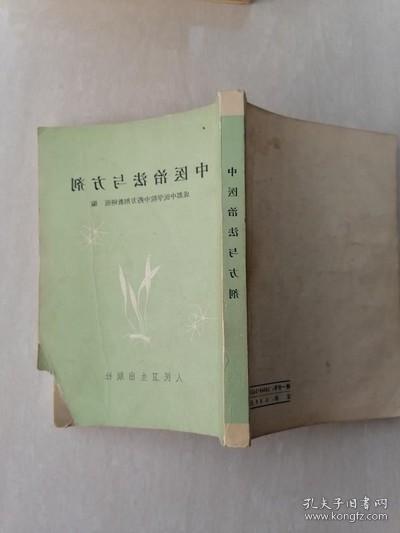 中医治法与方剂
成都中医学院中药方剂教研组 编
人民卫生出版社
中医治法与方剂
孔夫子旧书网
www.kongfz.com